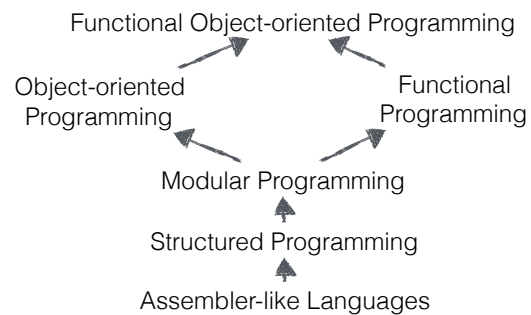 Functional Object-oriented Programming
Object-oriented
Programming
Functional
Programming
Modular Programming
Structured Programming
Assembler-like Languages